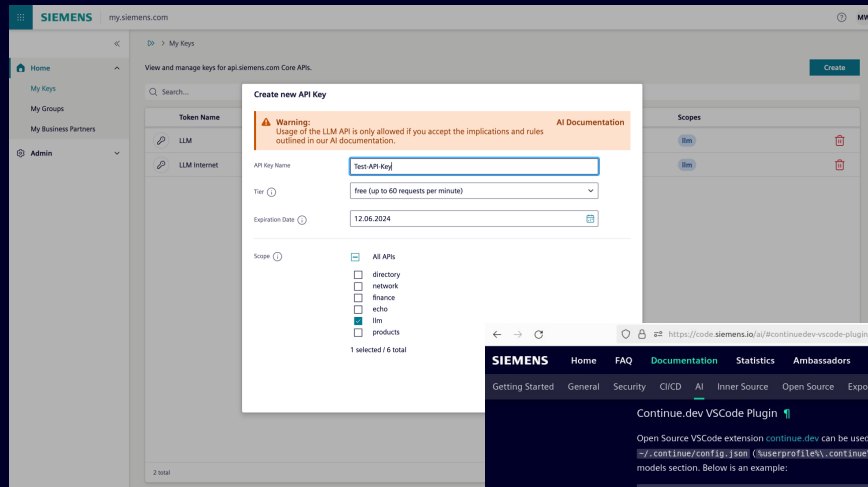 SIEMENS my.siemens.com
MW
> My Keys
Home
My Keys
My Groups
My Business Partners
Admin
View and manage keys for api.siemens.com Core APIs.
Create
Search...
Token Name
Scopes
LLM
llm
LLM Internet
llm
2 total
Create new API Key
Warning:
AI Documentation
Usage of the LLM API is only allowed if you accept the implications and rules
outlined in our AI documentation.
API Key Name
Test-API-Key
Tier
free (up to 60 requests per minute)
Expiration Date
12.06.2024
Scope
All APIs
directory
network
finance
echo
llm
products
1 selected / 6 total
https://code.siemens.io/ai/#continuedev-vscode-plugin
SIEMENS Home FAQ Documentation Statistics Ambassadors
Getting Started General Security CI/CD AI Inner Source Open Source Expo
Continue.dev VSCode Plugin ¶
Open Source VSCode extension continue.dev can be used
~/.continue/config.json (%userprofile%\.continue\
models section. Below is an example: